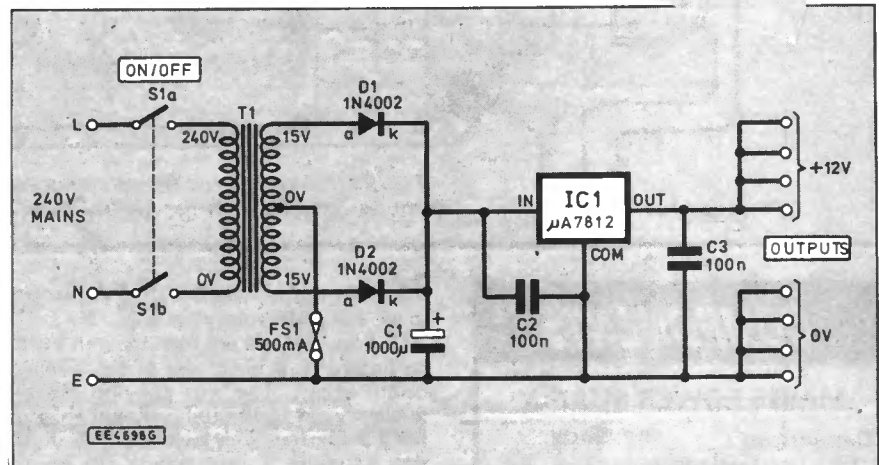 ON/OFF
S1a
L
240V
MAINS
N
S1b
E
T1
240V
0V
15V
0V
15V
FS1
500mA
D1
1N4002
a
k
D2
1N4002
a
k
+
C1
1000µ
C2
100n
IN
IC1
µA7812
OUT
COM
C3
100n
+12V
OUTPUTS
0V
EE4698G